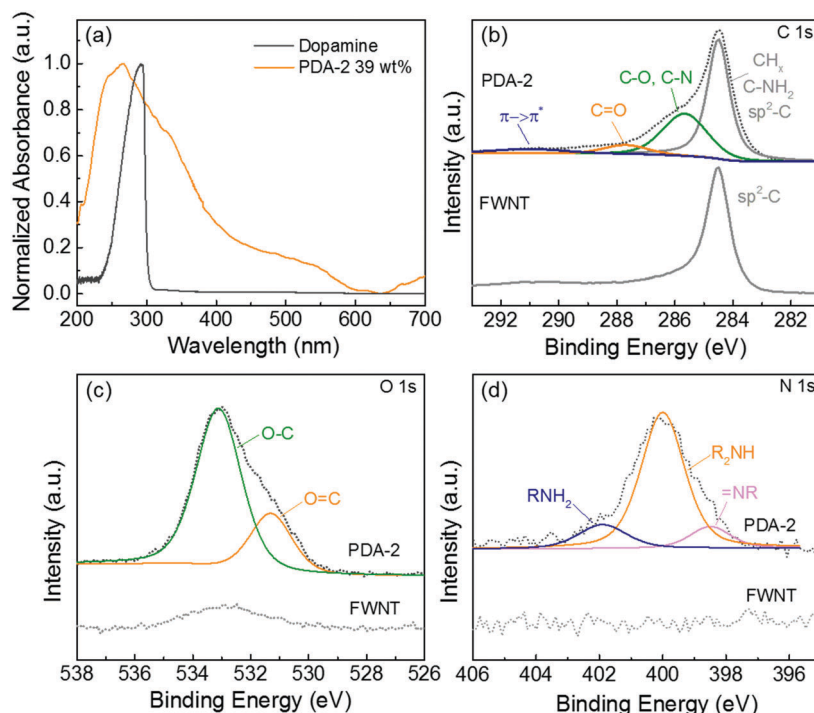 (a)
Dopamine
PDA-2 39 wt%
Normalized Absorbance (a.u.)
1.0
0.8
0.6
0.4
0.2
0.0
200 300 400 500 600 700
Wavelength (nm)
(b)
C 1s
PDA-2
C-O, C-N
CHₓ
C-NH₂
sp²-C
C=O
π->π*
FWNT
sp²-C
Intensity (a.u.)
292 290 288 286 284 282
Binding Energy (eV)
(c)
O 1s
O-C
O=C
PDA-2
FWNT
Intensity (a.u.)
538 536 534 532 530 528 526
Binding Energy (eV)
(d)
N 1s
R₂NH
RNH₂
=NR
PDA-2
FWNT
Intensity (a.u.)
406 404 402 400 398 396
Binding Energy (eV)